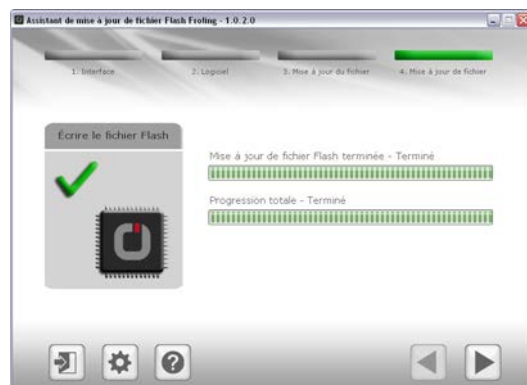 Assistant de mise à jour de fichier Flash Froling - 1.0.2.0
1. Interface
2. Logiciel
3. Mise à jour du fichier
4. Mise à jour de fichier
Écrire le fichier Flash
Mise à jour de fichier Flash terminée - Terminé
Progression totale - Terminé